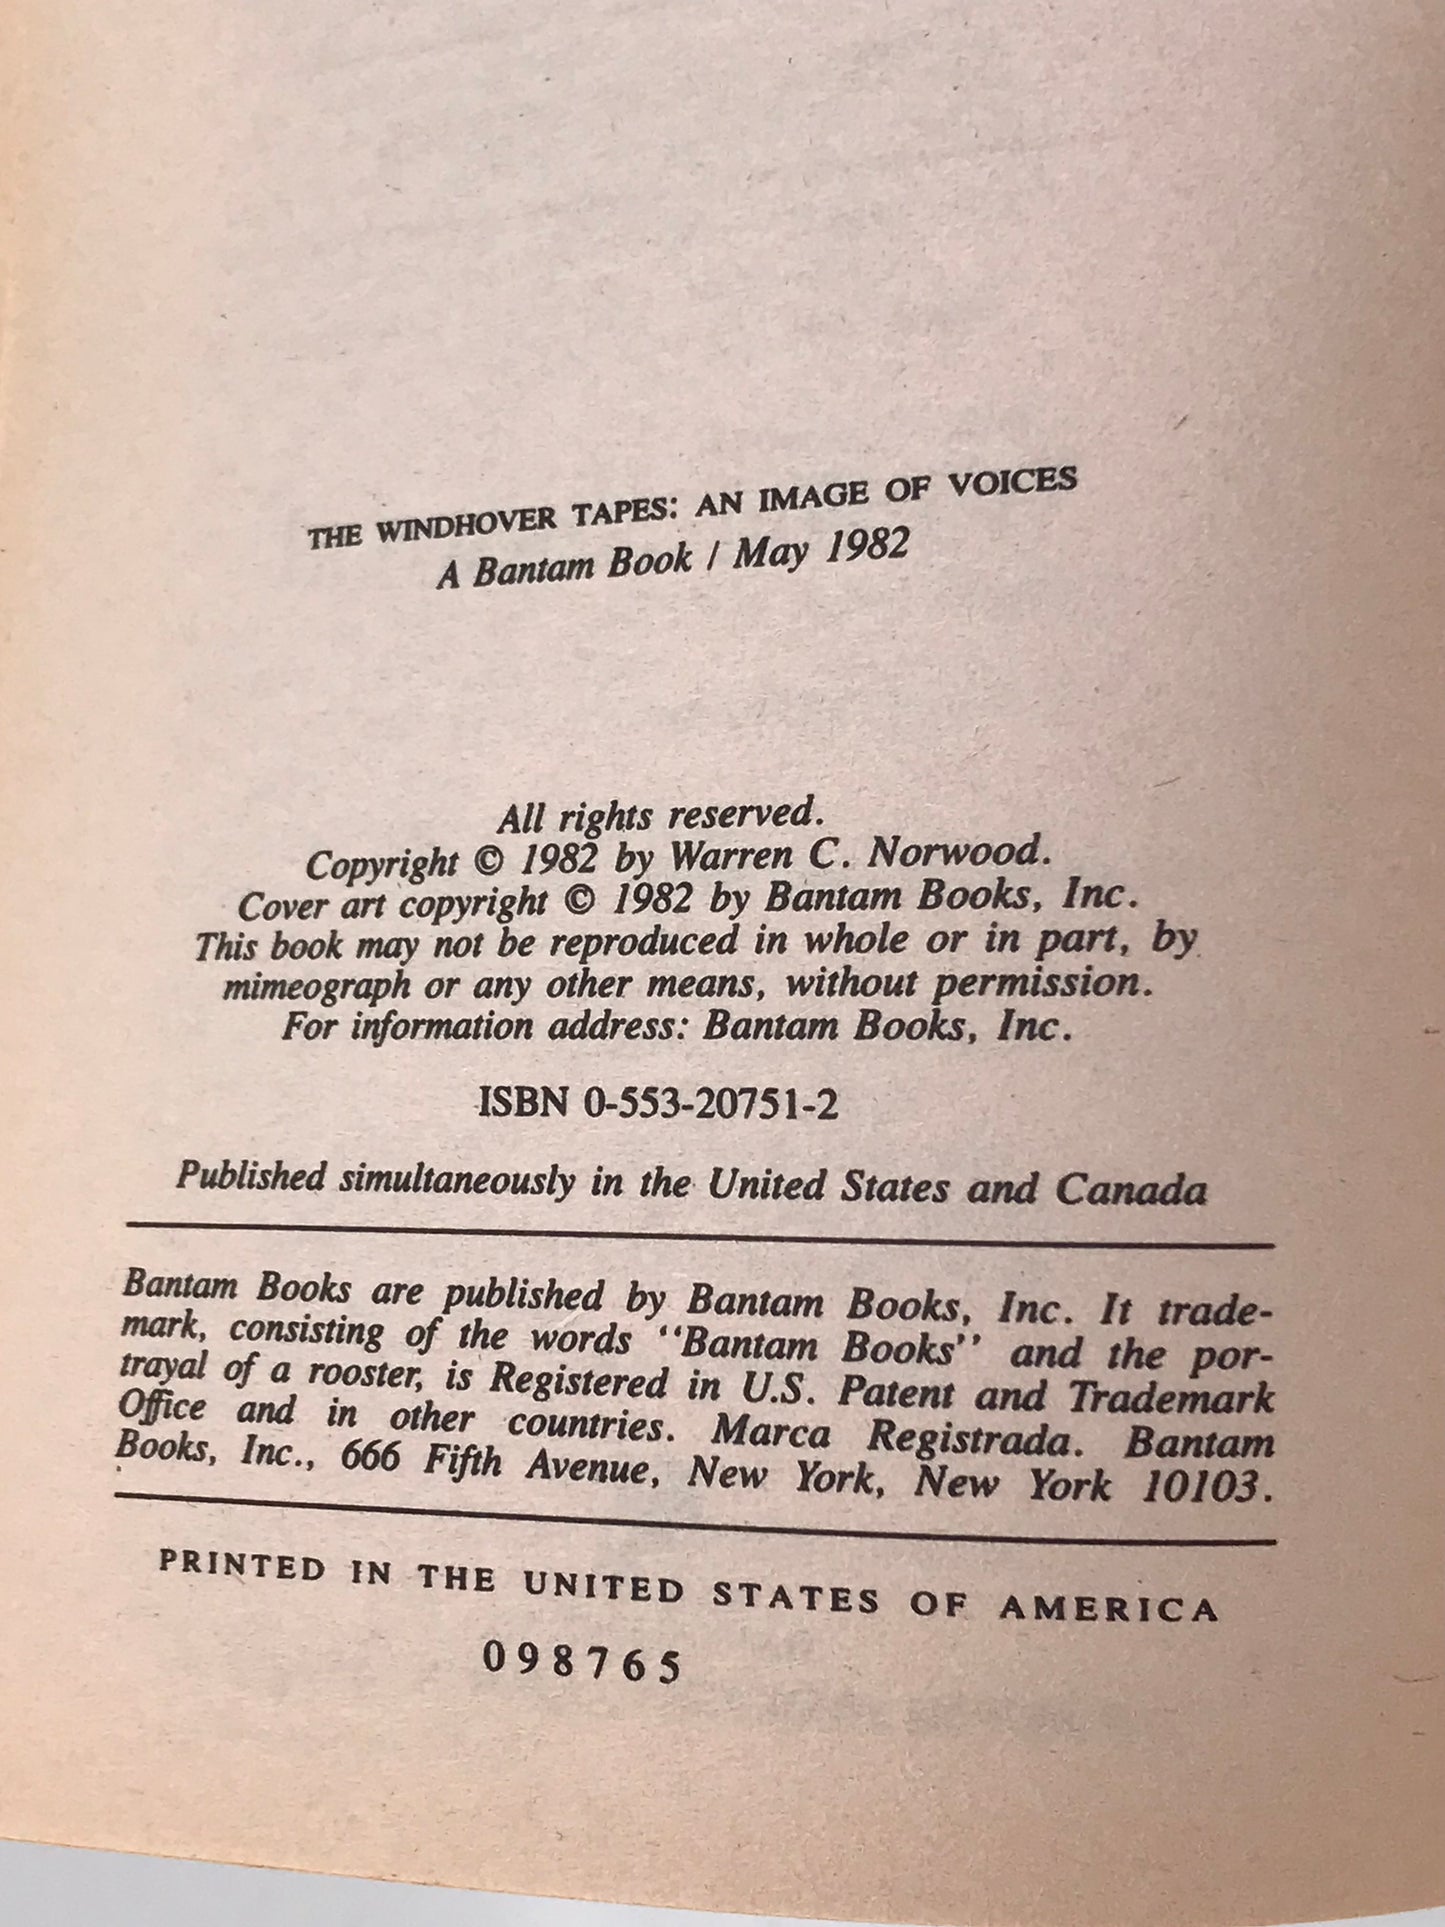 THE WINDHOVER TAPES: AN IMAGE OF VOICES
A Bantam Book / May 1982
All rights reserved.
Copyright © 1982 by Warren C. Norwood.
Cover art copyright © 1982 by Bantam Books, Inc.
This book may not be reproduced in whole or in part, by
mimeograph or any other means, without permission.
For information address: Bantam Books, Inc.
ISBN 0-553-20751-2
Published simultaneously in the United States and Canada
Bantam Books are published by Bantam Books, Inc. It trade-
mark, consisting of the words "Bantam Books" and the por-
trayal of a rooster, is Registered in U.S. Patent and Trademark
Office and in other countries. Marca Registrada. Bantam
Books, Inc., 666 Fifth Avenue, New York, New York 10103.
PRINTED IN THE UNITED STATES OF AMERICA
0 9 8 7 6 5